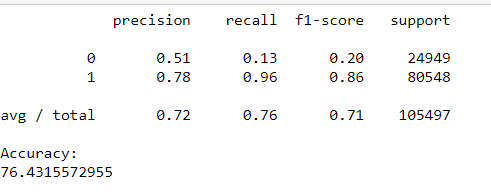 precision recall f1-score support
0 0.51 0.13 0.20 24949
1 0.78 0.96 0.86 80548
avg / total 0.72 0.76 0.71 105497
Accuracy:
76.4315572955